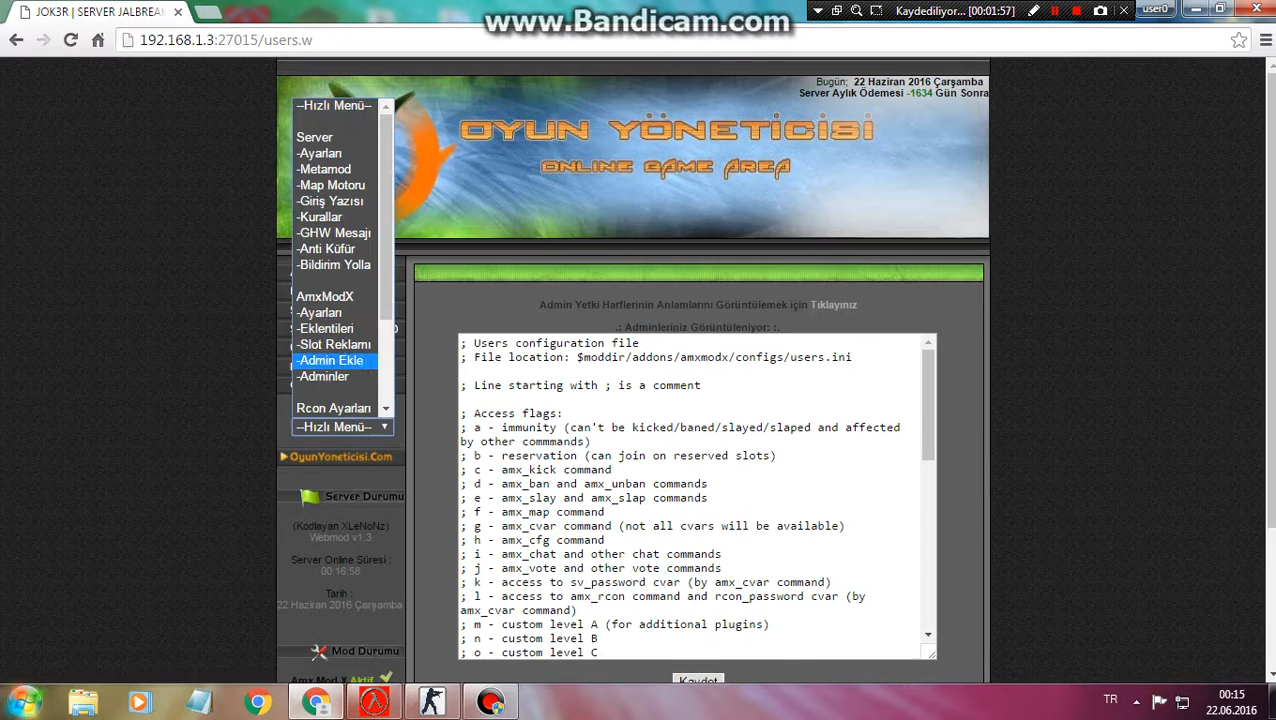 JOK3R | SERVER JALBREA
www.Bandicam.com
Kaydediliyor... [00:01:57]
user0
192.168.1.3:27015/users.w
Bugün; 22 Haziran 2016 Çarşamba
Server Aylık Ödemesi -1634 Gün Sonra
OYUN YÖNETİCİSİ
ONLINE GAME AREA
--Hızlı Menü--
Server
-Ayarları
-Metamod
-Map Motoru
-Giriş Yazısı
-Kurallar
-GHW Mesajı
-Anti Küfür
-Bildirim Yolla
AmxModX
-Ayarları
-Eklentileri
-Slot Reklamı
-Admin Ekle
-Adminler
Rcon Ayarları
--Hızlı Menü--
OyunYoneticisi.Com
Server Durumu
(Kodlayan XLeNoNz)
Webmod v1.3
Server Online Süresi :
00:16:58
Tarih :
22 Haziran 2016 Çarşamba
Mod Durumu
Amx Mod X Aktif
Admin Yetki Harflerinin Anlamlarını Görüntülemek için Tıklayınız
.: Adminleriniz Görüntüleniyor: :.
; Users configuration file
; File location: $moddir/addons/amxmodx/configs/users.ini
; Line starting with ; is a comment
; Access flags:
; a - immunity (can't be kicked/baned/slayed/slaped and affected
by other commmands)
; b - reservation (can join on reserved slots)
; c - amx_kick command
; d - amx_ban and amx_unban commands
; e - amx_slay and amx_slap commands
; f - amx_map command
; g - amx_cvar command (not all cvars will be available)
; h - amx_cfg command
; i - amx_chat and other chat commands
; j - amx_vote and other vote commands
; k - access to sv_password cvar (by amx_cvar command)
; l - access to amx_rcon command and rcon_password cvar (by
amx_cvar command)
; m - custom level A (for additional plugins)
; n - custom level B
; o - custom level C
Kaydet
TR
00:15
22.06.2016